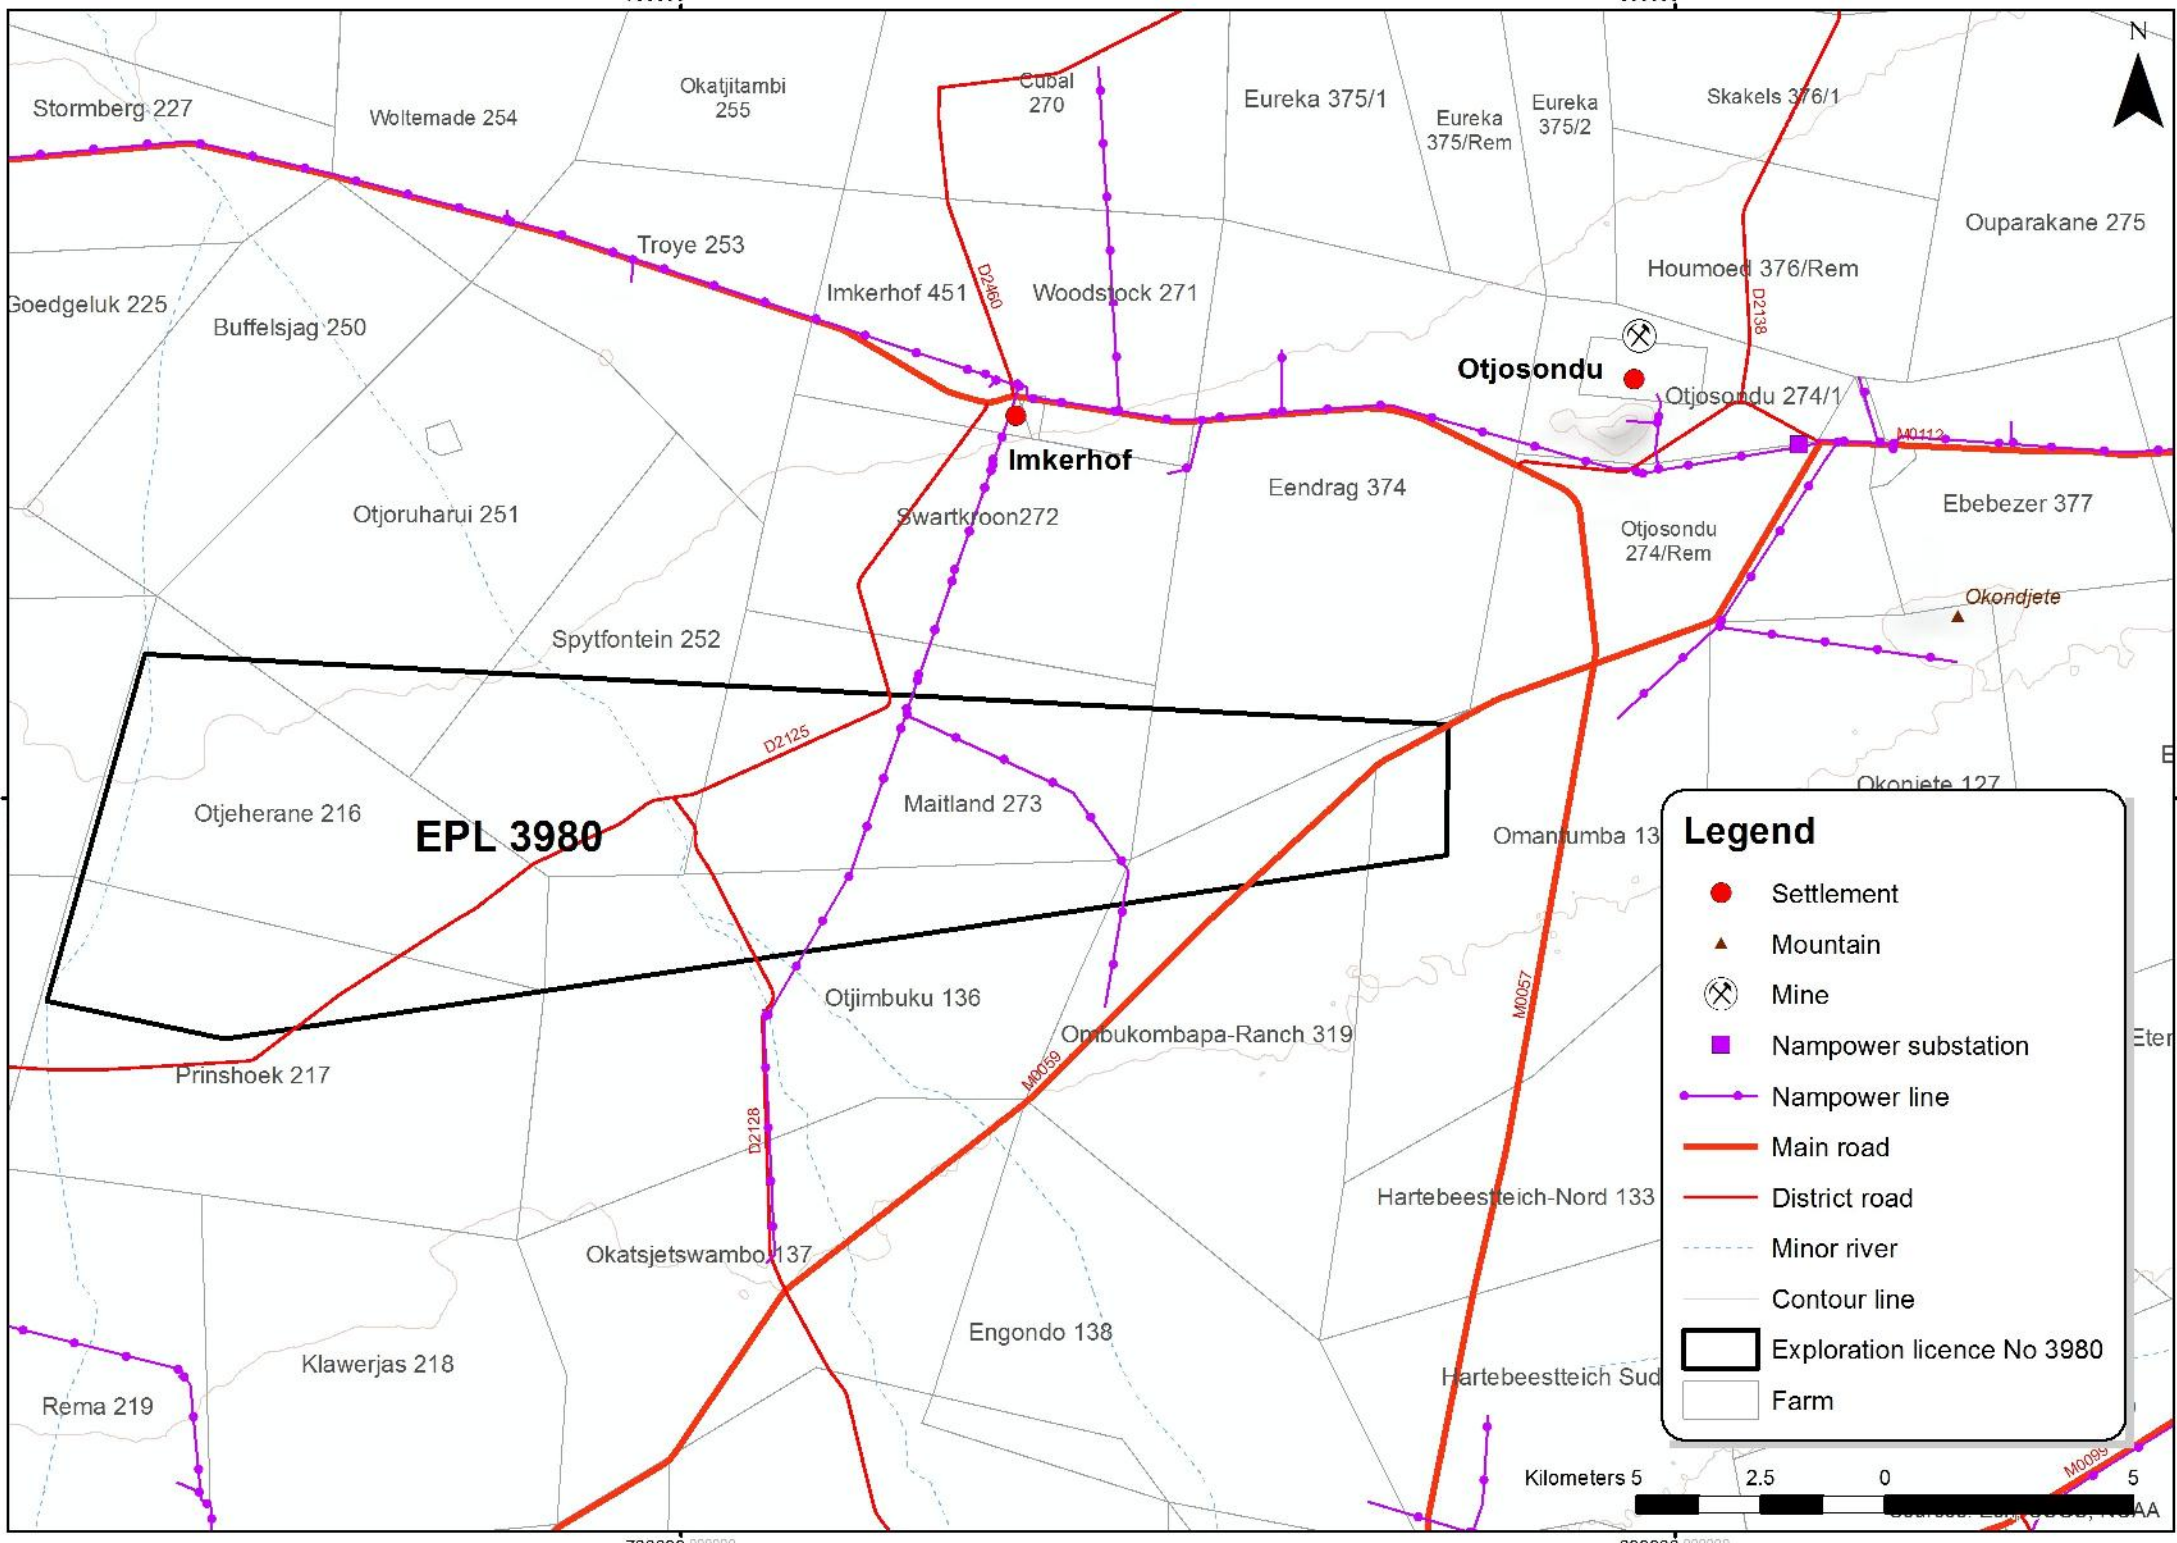 N
Stormberg 227
Woltemade 254
Okatjitambi
255
Cubal
270
Eureka 375/1
Eureka
375/Rem
Eureka
375/2
Skakels 376/1
Ouparakane 275
Troye 253
Imkerhof 451
D2460
Woodstock 271
Houmoed 376/Rem
D2138
Goedgeluk 225
Buffelsjag 250
Otjosondu
Otjosondu 274/1
M0112
Imkerhof
Eendrag 374
Ebebezer 377
Otjoruharui 251
Swartkroon272
Otjosondu
274/Rem
Okondjete
Spytfontein 252
D2125
Otjeherane 216
EPL 3980
Maitland 273
Omantumba 13
Okonjete 127
E
Otjimbuku 136
Ombukombapa-Ranch 319
M0057
M0059
Prinshoek 217
D2128
Eter
Hartebeestteich-Nord 133
Okatsjetswambo 137
Engondo 138
Klawerjas 218
Rema 219
Hartebeestteich Sud
Legend
Settlement
Mountain
Mine
Nampower substation
Nampower line
Main road
District road
Minor river
Contour line
Exploration licence No 3980
Farm
M0099
Kilometers 5 2.5 0 5